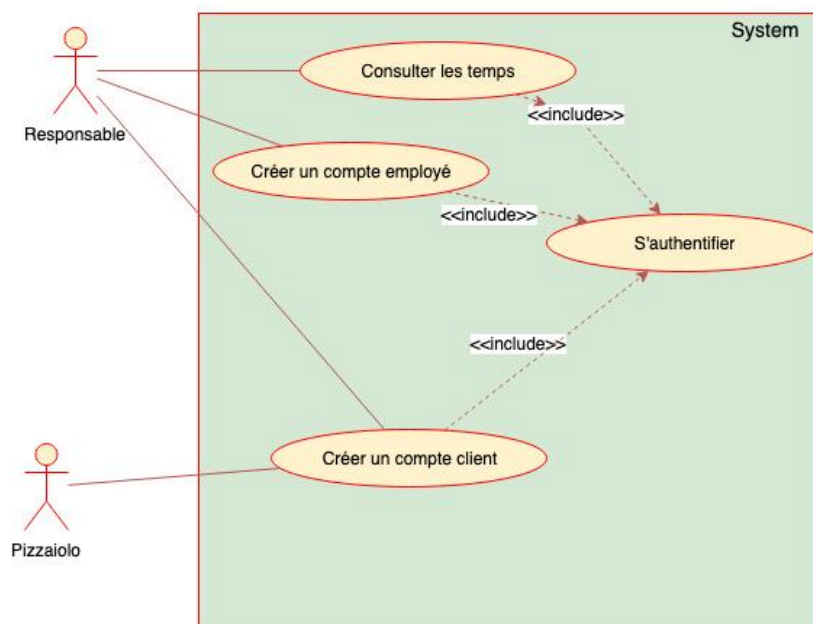 System
Consulter les temps
<<include>>
Responsable
Créer un compte employé
<<include>>
S'authentifier
<<include>>
Créer un compte client
Pizzaiolo